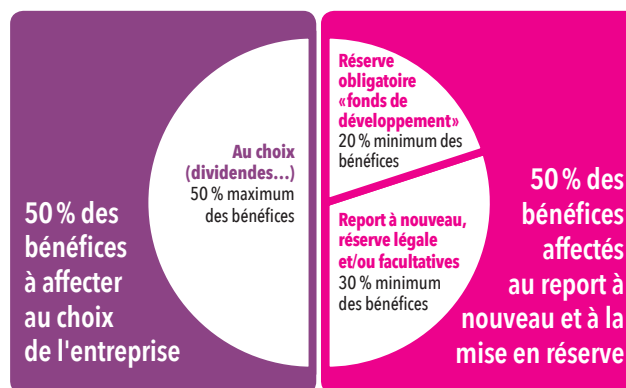 50 % des
bénéfices
à affecter
au choix
de l'entreprise
Au choix
(dividendes…)
50 % maximum
des bénéfices
Réserve
obligatoire
«fonds de
développement»
20 % minimum des
bénéfices
Report à nouveau,
réserve légale
et/ou facultatives
30 % minimum
des bénéfices
50 % des
bénéfices
affectés
au report à
nouveau et à la
mise en réserve